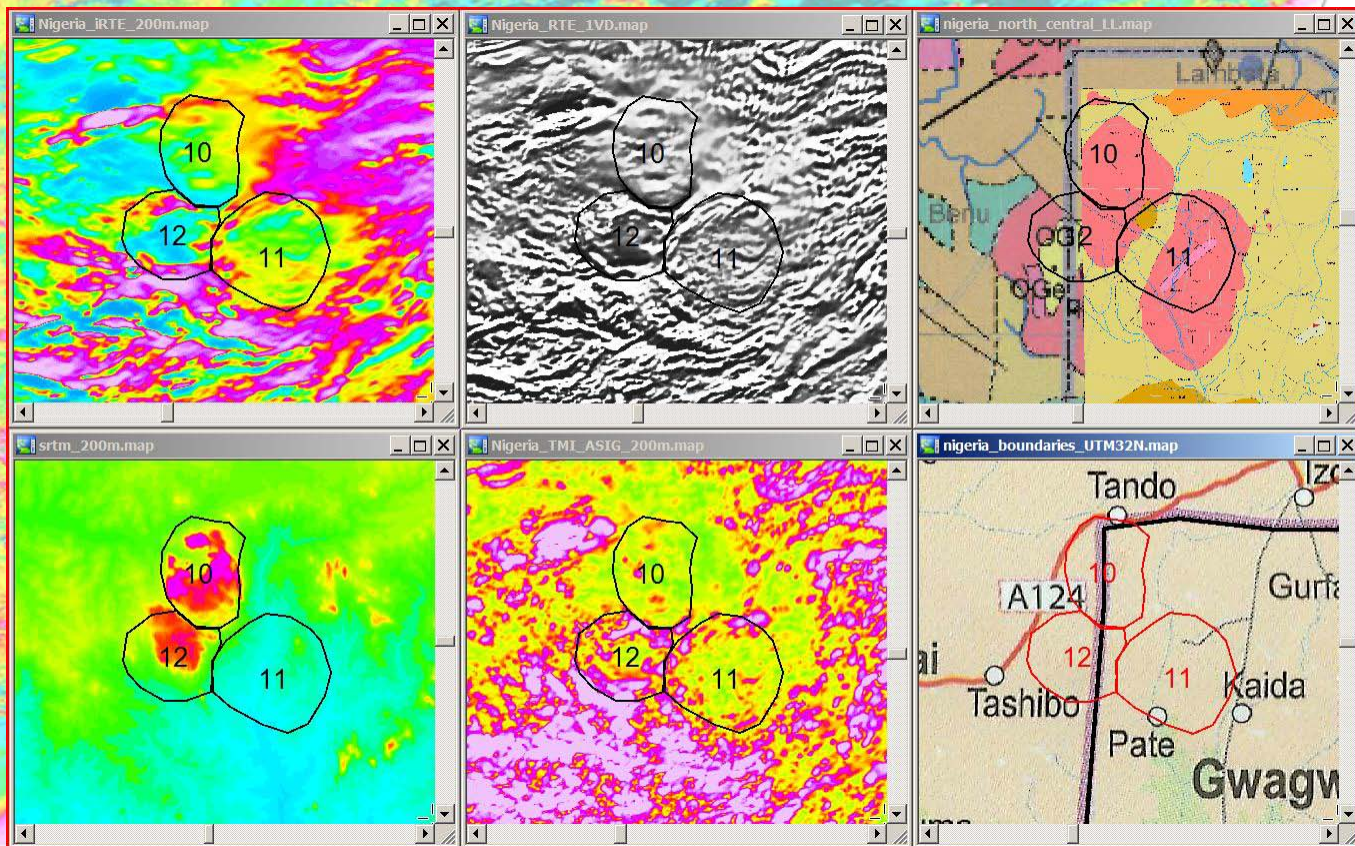 Nigeria_iRTE_200m.map
10
12
11
Nigeria_RTE_1VD.map
10
12
11
nigeria_north_central_LL.map
Lambata
10
Benu
OG2
11
OGe
srtm_200m.map
10
12
11
Nigeria_TMI_ASIG_200m.map
10
12
11
nigeria_boundaries_UTM32N.map
Tando
Izo
10
A124
Gurfa
12
11
ai
Tashibo
Kaida
Pate
Gwagw